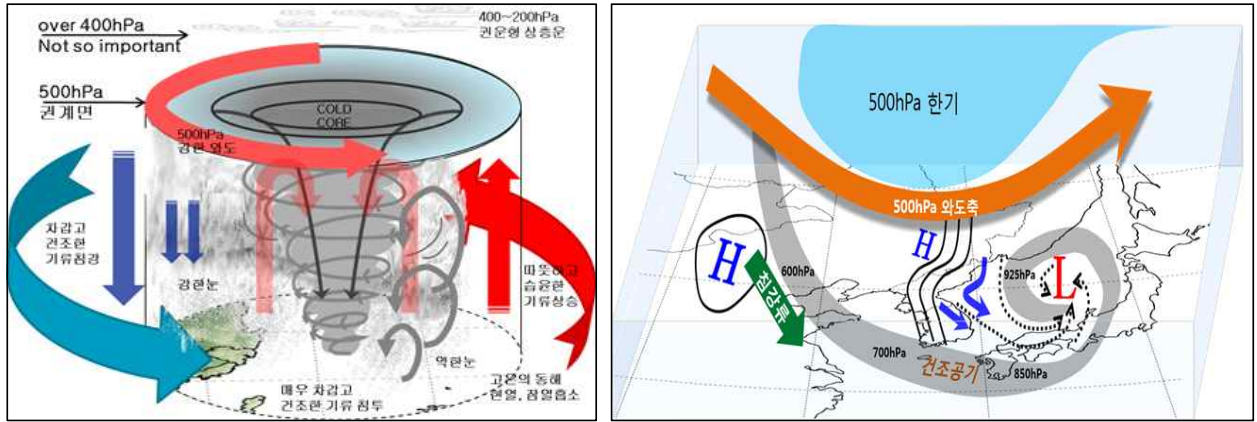 over 400hPa
Not so important
400~200hPa
권운형 상층운
500hPa
권계면
COLD
CORE
500hPa
강한 와도
차갑고
건조한
기류침강
강한눈
따뜻하고
습윤한
기류상승
약한눈
매우 차갑고
건조한 기류 침투
고온의 동해
현열, 잠열흡소
500hPa 한기
500hPa 와도축
H
H
침강류
600hPa
925hPa
L
700hPa
건조공기
850hPa